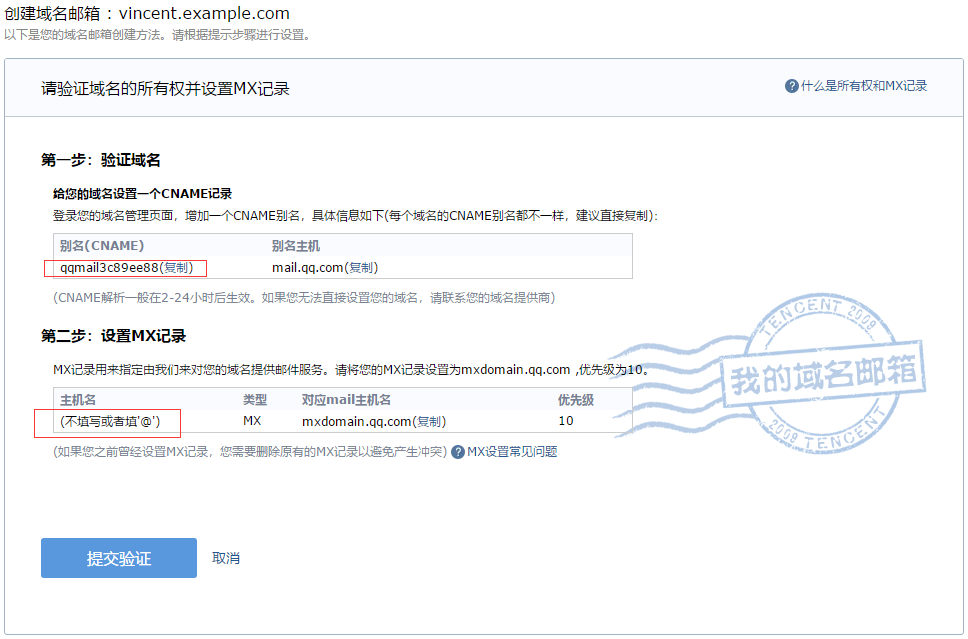 创建域名邮箱：vincent.example.com
以下是您的域名邮箱创建方法。请根据提示步骤进行设置。
请验证域名的所有权并设置MX记录
? 什么是所有权和MX记录
第一步：验证域名
给您的域名设置一个CNAME记录
登录您的域名管理页面，增加一个CNAME别名，具体信息如下(每个域名的CNAME别名都不一样，建议直接复制)：
别名(CNAME) 别名主机
qqmail3c89ee88(复制) mail.qq.com(复制)
(CNAME解析一般在2-24小时后生效。如果您无法直接设置您的域名，请联系您的域名提供商)
第二步：设置MX记录
MX记录用来指定由我们来对您的域名提供邮件服务。请将您的MX记录设置为mxdomain.qq.com ,优先级为10。
主机名 类型 对应mail主机名 优先级
(不填写或者填'@') MX mxdomain.qq.com(复制) 10
(如果您之前曾经设置MX记录，您需要删除原有的MX记录以避免产生冲突) ? MX设置常见问题
TENCENT 2009
我的域名邮箱
2009 TENCENT
提交验证 取消